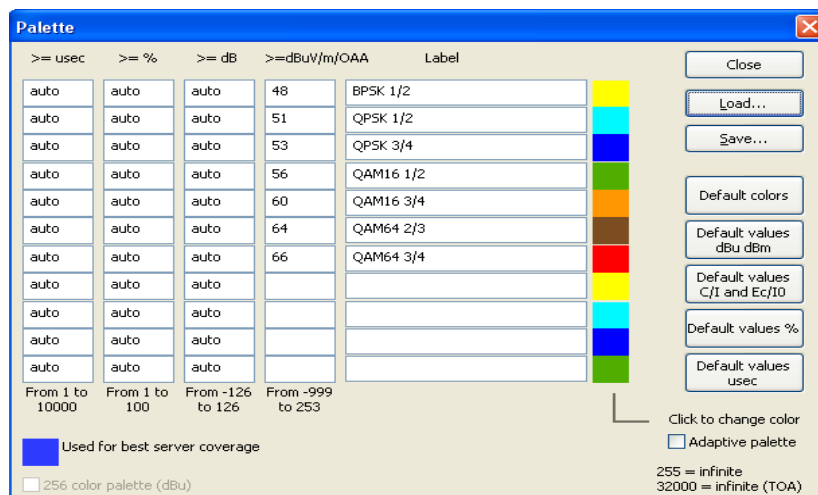 Palette
>= usec >= % >= dB >=dBuV/m/OAA Label
auto auto auto 48 BPSK 1/2
auto auto auto 51 QPSK 1/2
auto auto auto 53 QPSK 3/4
auto auto auto 56 QAM16 1/2
auto auto auto 60 QAM16 3/4
auto auto auto 64 QAM64 2/3
auto auto auto 66 QAM64 3/4
auto auto auto
auto auto auto
auto auto auto
auto auto auto
From 1 to From 1 to From -126 From -999
10000 100 to 126 to 253
Used for best server coverage
256 color palette (dBu)
Close
Load...
Save...
Default colors
Default values
dBu dBm
Default values
C/I and Ec/I0
Default values %
Default values
usec
Click to change color
Adaptive palette
255 = infinite
32000 = infinite (TOA)